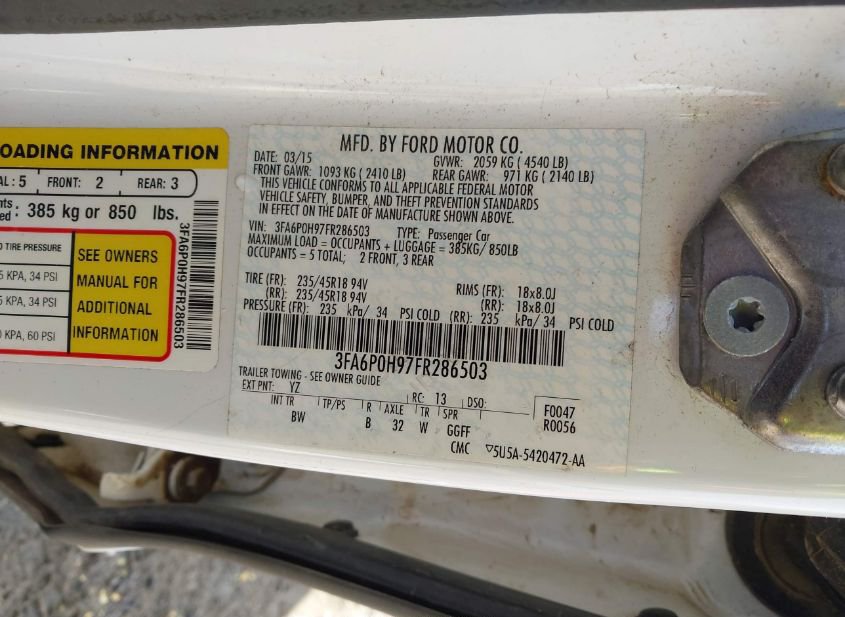 OADING INFORMATION
AL: 5 FRONT: 2 REAR: 3
385 kg or 850 lbs.
TIRE PRESSURE
KPA, 34 PSI
KPA, 34 PSI
KPA, 60 PSI
SEE OWNERS
MANUAL FOR
ADDITIONAL
INFORMATION
3FA6P0H97FR286503
MFD. BY FORD MOTOR CO.
DATE: 03/15 GVWR: 2059 KG ( 4540 LB)
FRONT GAWR: 1093 KG ( 2410 LB) REAR GAWR: 971 KG ( 2140 LB)
THIS VEHICLE CONFORMS TO ALL APPLICABLE FEDERAL MOTOR
VEHICLE SAFETY, BUMPER, AND THEFT PREVENTION STANDARDS
IN EFFECT ON THE DATE OF MANUFACTURE SHOWN ABOVE.
VIN: 3FA6P0H97FR286503 TYPE: Passenger Car
MAXIMUM LOAD = OCCUPANTS + LUGGAGE = 385KG/ 850LB
OCCUPANTS = 5 TOTAL; 2 FRONT, 3 REAR
TIRE (FR): 235/45R18 94V RIMS (FR): 18x8.0J
(RR): 235/45R18 94V (RR): 18x8.0J
PRESSURE (FR): 235 kPa/ 34 PSI COLD (RR): 235 kPa/ 34 PSI COLD
3FA6P0H97FR286503
TRAILER TOWING - SEE OWNER GUIDE
EXT PNT: YZ RC: 13 DSO: F0047
INT TR TP/PS R AXLE TR SPR R0056
BW B 32 W GGFF
CMC ▽5U5A-5420472-AA